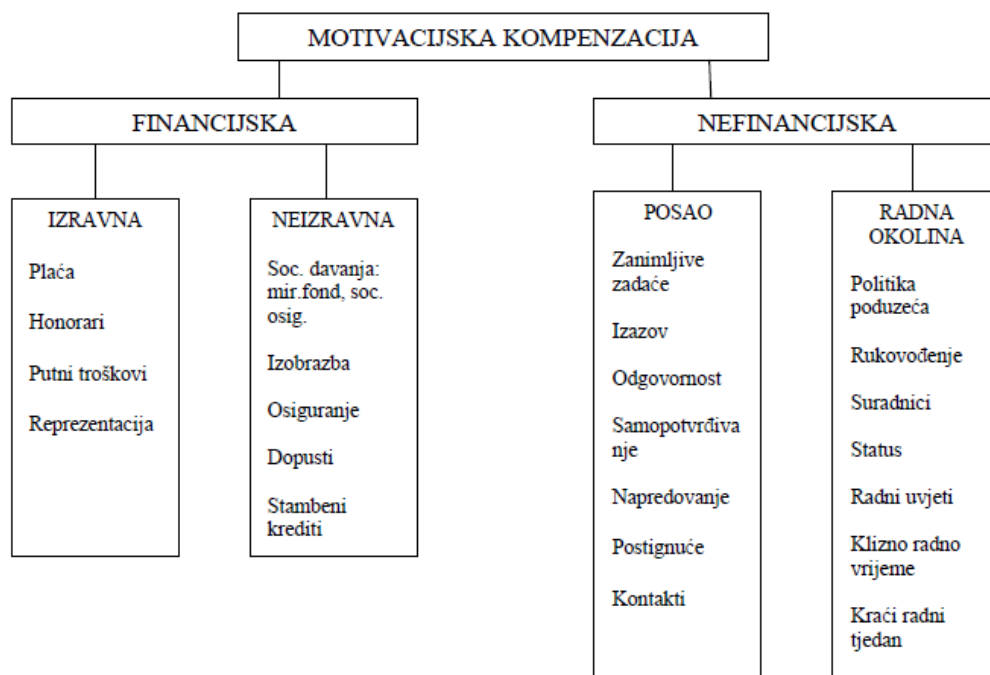 MOTIVACIJSKA KOMPENZACIJA
FINANCIJSKA
NEFINANCIJSKA
IZRAVNA
Plaća
Honorari
Putni troškovi
Reprezentacija
NEIZRAVNA
Soc. davanja:
mir.fond, soc.
osig.
Izobrazba
Osiguranje
Dopusti
Stambeni
krediti
POSAO
Zanimljive
zadaće
Izazov
Odgovornost
Samopotvrđiva
nje
Napredovanje
Postignuće
Kontakti
RADNA
OKOLINA
Politika
poduzeća
Rukovođenje
Suradnici
Status
Radni uvjeti
Klizno radno
vrijeme
Kraći radni
tjedan